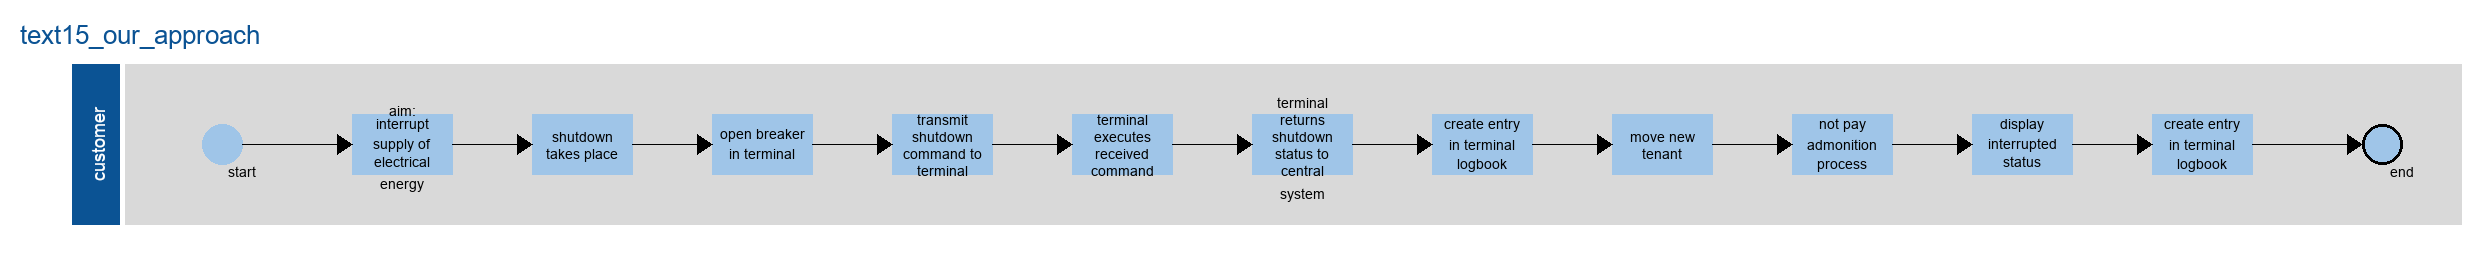 text15_our_approach
customer
start
aim:
interrupt
supply of
electrical
energy
shutdown
takes place
open breaker
in terminal
transmit
shutdown
command to
terminal
terminal
executes
received
command
terminal
returns
shutdown
status to
central
system
create entry
in terminal
logbook
move new
tenant
not pay
admonition
process
display
interrupted
status
create entry
in terminal
logbook
end